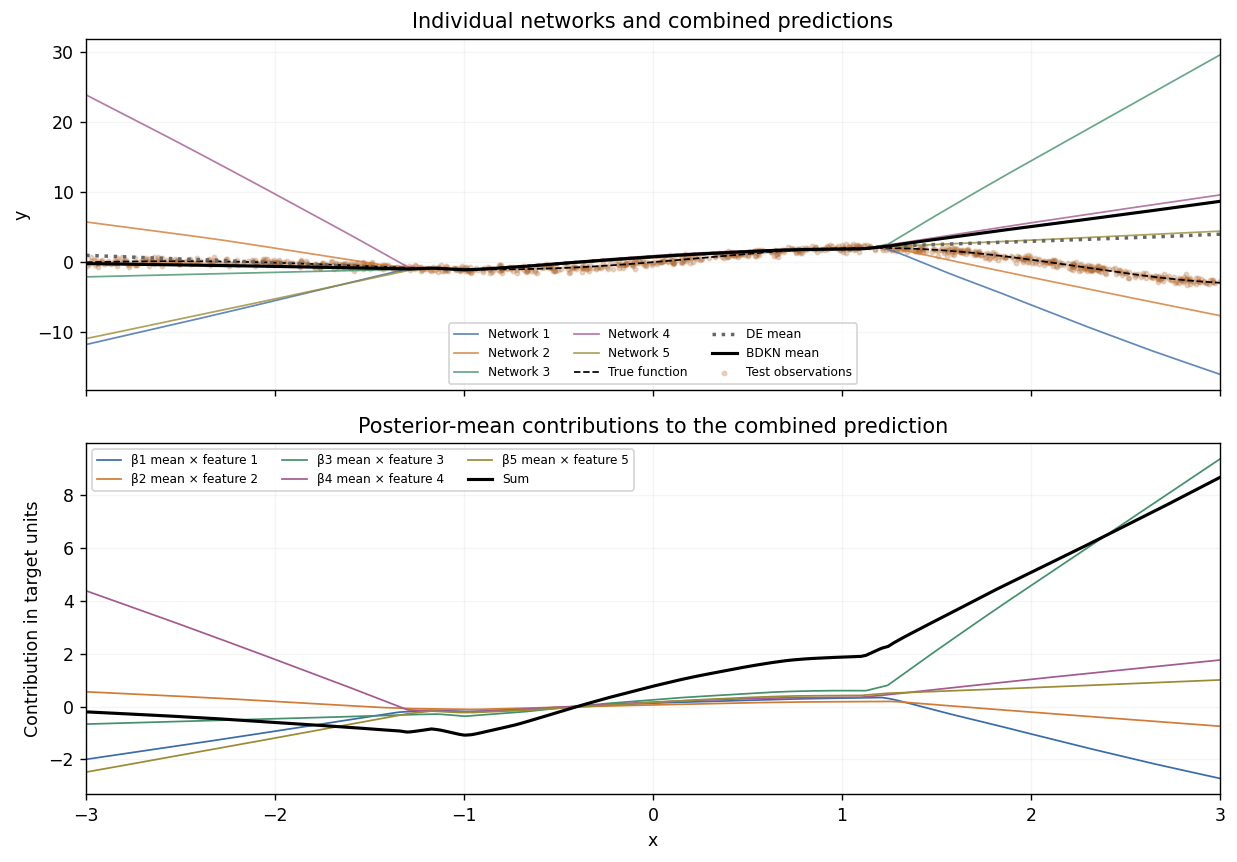 Individual networks and combined predictions
30
20
10
0
−10
y
Network 1
Network 2
Network 3
Network 4
Network 5
True function
DE mean
BDKN mean
Test observations
Posterior-mean contributions to the combined prediction
β1 mean × feature 1
β2 mean × feature 2
β3 mean × feature 3
β4 mean × feature 4
β5 mean × feature 5
Sum
8
6
4
2
0
−2
Contribution in target units
−3 −2 −1 0 1 2 3
x